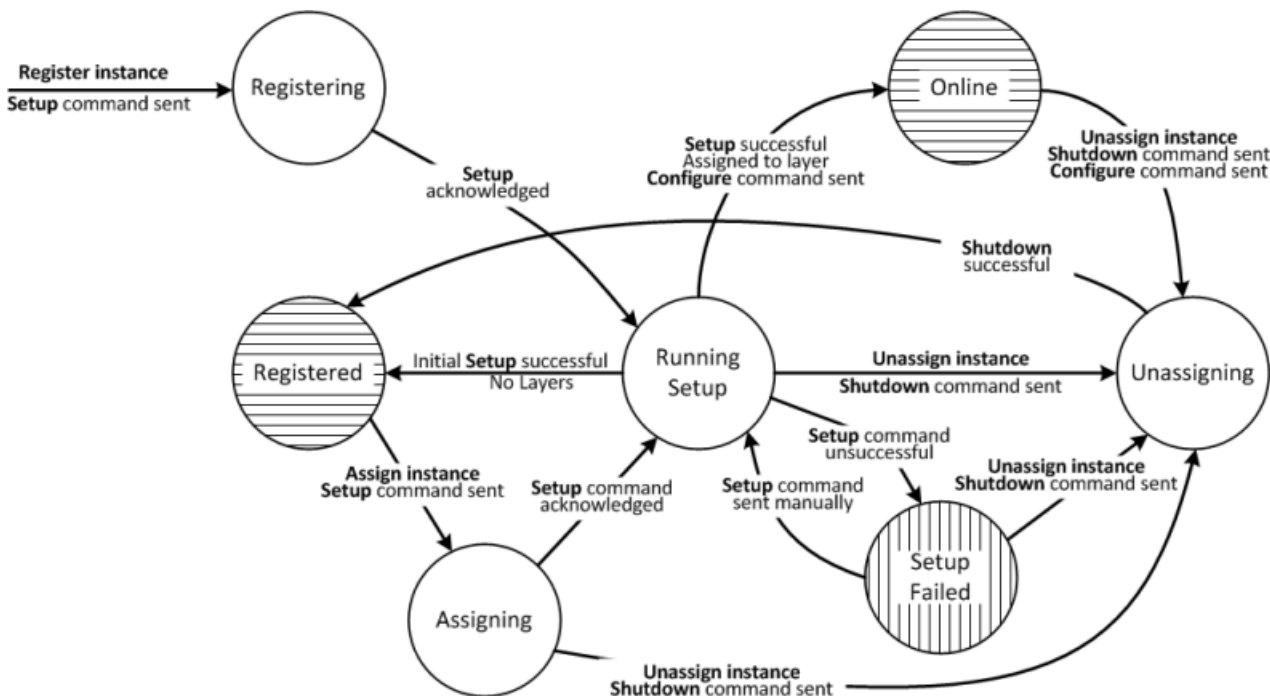 Register instance
Setup command sent
Registering
Online
Setup successful
Assigned to layer
Configure command sent
Unassign instance
Shutdown command sent
Configure command sent
Setup
acknowledged
Shutdown
successful
Registered
Initial Setup successful
No Layers
Running
Setup
Unassign instance
Shutdown command sent
Unassigning
Setup command
unsuccessful
Assign instance
Setup command sent
Setup command
acknowledged
Setup command
sent manually
Unassign instance
Shutdown command sent
Setup
Failed
Assigning
Unassign instance
Shutdown command sent